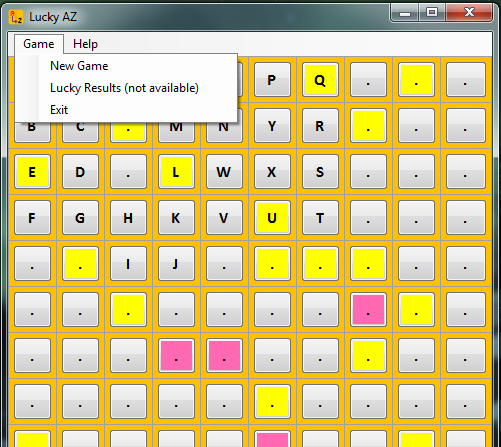 Lucky AZ
Game Help
New Game
Lucky Results (not available)
Exit
P Q . . .
B C . M N Y R . . .
E D . L W X S . . .
F G H K V U T . . .
. . I J . . . . . .
. . . . . . . . . .
. . . . . . . . . .
. . . . . . . . . .